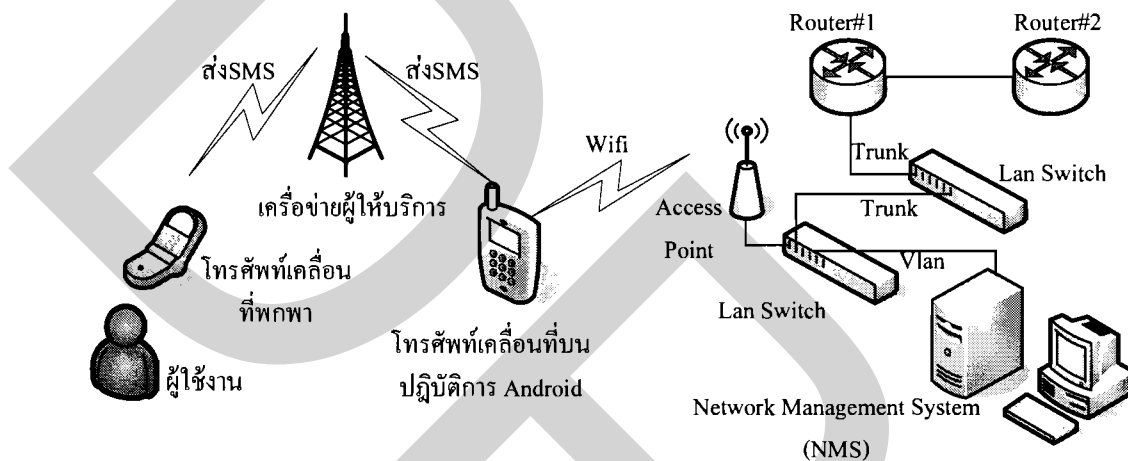 ส่งSMS
ส่งSMS
เครือข่ายผู้ให้บริการ
โทรศัพท์เคลื่อน
ที่พกพา
ผู้ใช้งาน
โทรศัพท์เคลื่อนที่บน
ปฎิบัติการ Android
Wifi
Access
Point
Router#1
Router#2
Trunk
Lan Switch
Trunk
Vlan
Lan Switch
Network Management System
(NMS)